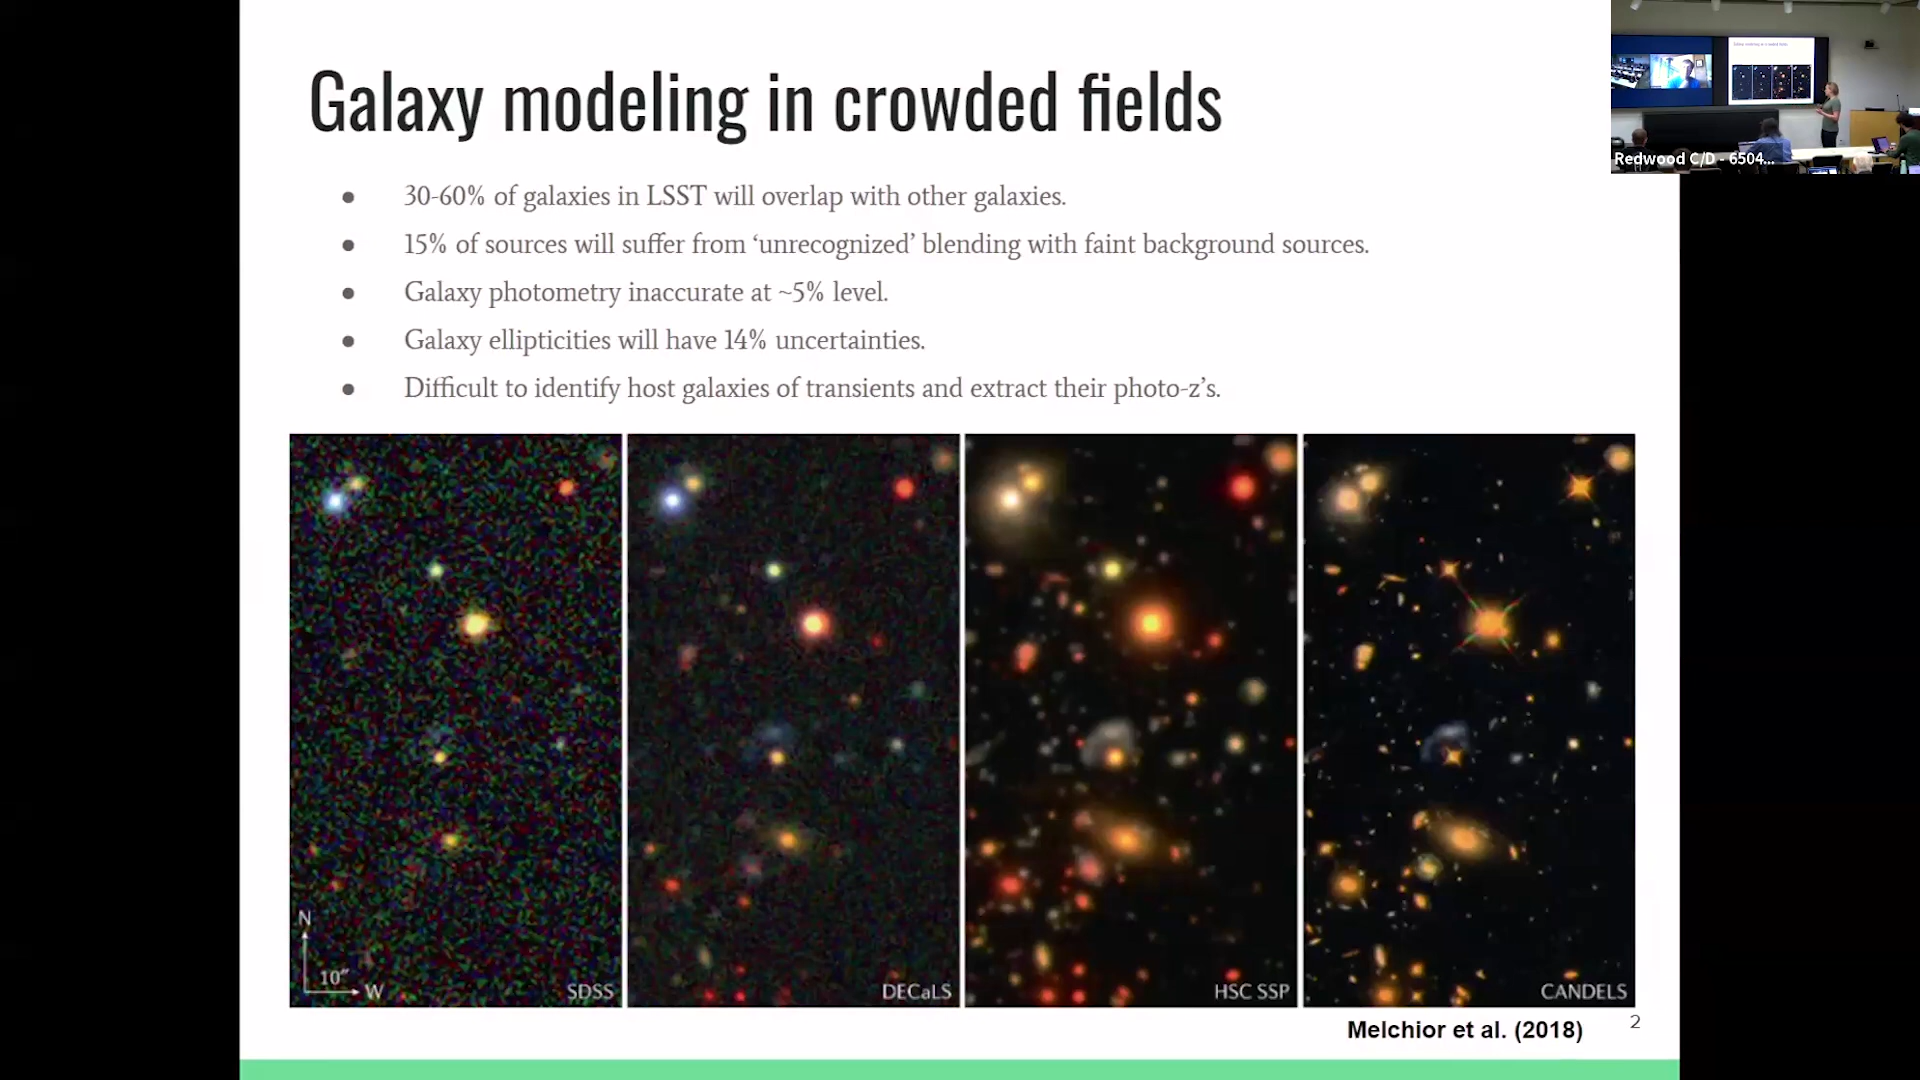 Galaxy modeling in crowded fields
● 30-60% of galaxies in LSST will overlap with other galaxies.
● 15% of sources will suffer from ‘unrecognized’ blending with faint background sources.
● Galaxy photometry inaccurate at ~5% level.
● Galaxy ellipticities will have 14% uncertainties.
● Difficult to identify host galaxies of transients and extract their photo-z’s.
Redwood C/D - 6504...
N
10"
W
SDSS
DECaLS
HSC SSP
CANDELS
Melchior et al. (2018)
2